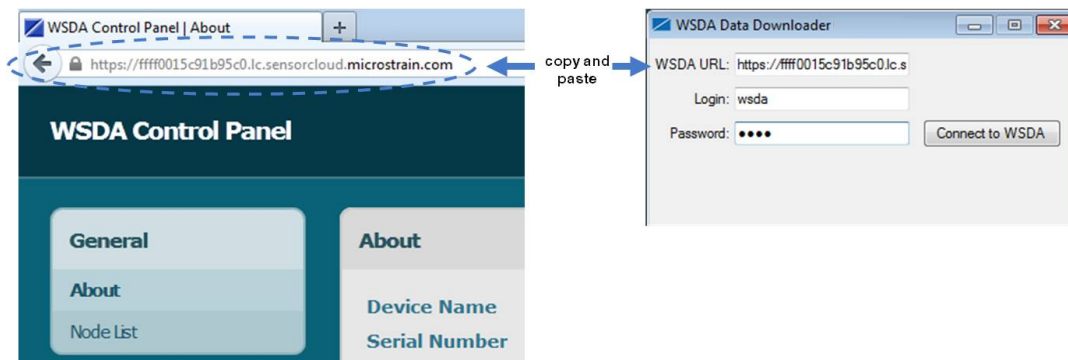 WSDA Control Panel | About
+
https://ffff0015c91b95c0.lc.sensorcloud.microstrain.com
WSDA Control Panel
General
About
Node List
About
Device Name
Serial Number
copy and
paste
WSDA Data Downloader
WSDA URL: https://ffff0015c91b95c0.lc.s
Login: wsda
Password: ●●●● Connect to WSDA